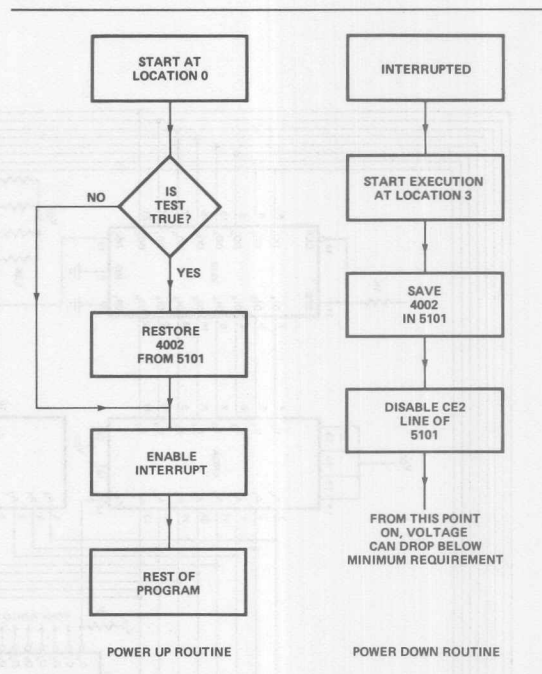 START AT
LOCATION 0
IS
TEST
TRUE?
NO
YES
RESTORE
4002
FROM 5101
ENABLE
INTERRUPT
REST OF
PROGRAM
POWER UP ROUTINE
INTERRUPTED
START EXECUTION
AT LOCATION 3
SAVE
4002
IN 5101
DISABLE CE2
LINE OF
5101
FROM THIS POINT
ON, VOLTAGE
CAN DROP BELOW
MINIMUM REQUIREMENT
POWER DOWN ROUTINE